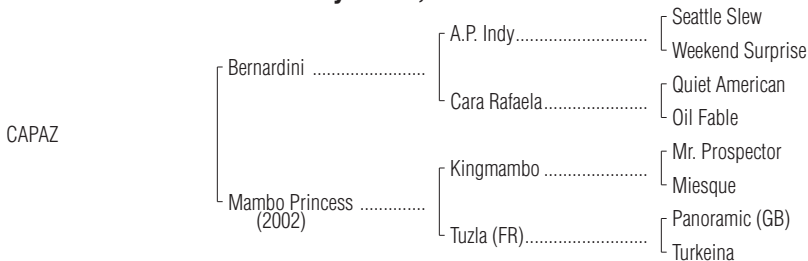 Seattle Slew
A.P. Indy..............................
Weekend Surprise
Bernardini .........................
Quiet American
Cara Rafaela.......................
Oil Fable
CAPAZ
Mr. Prospector
Kingmambo .......................
Miesque
Mambo Princess ..............
(2002)
Panoramic (GB)
Tuzla (FR)...........................
Turkeina